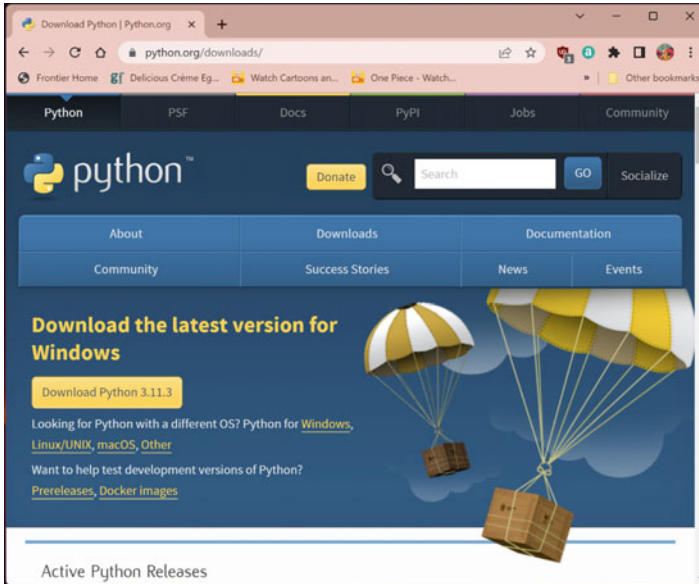 Download Python | Python.org
python.org/downloads/
Frontier Home
Delicious Crème Eg...
Watch Cartoons an...
One Piece - Watch...
»
Other bookmarks
Python PSF Docs PyPI Jobs Community
python™
Donate
Search
GO
Socialize
About Downloads Documentation
Community Success Stories News Events
Download the latest version for
Windows
Download Python 3.11.3
Looking for Python with a different OS? Python for Windows,
Linux/UNIX, macOS, Other
Want to help test development versions of Python?
Prereleases, Docker images
Active Python Releases